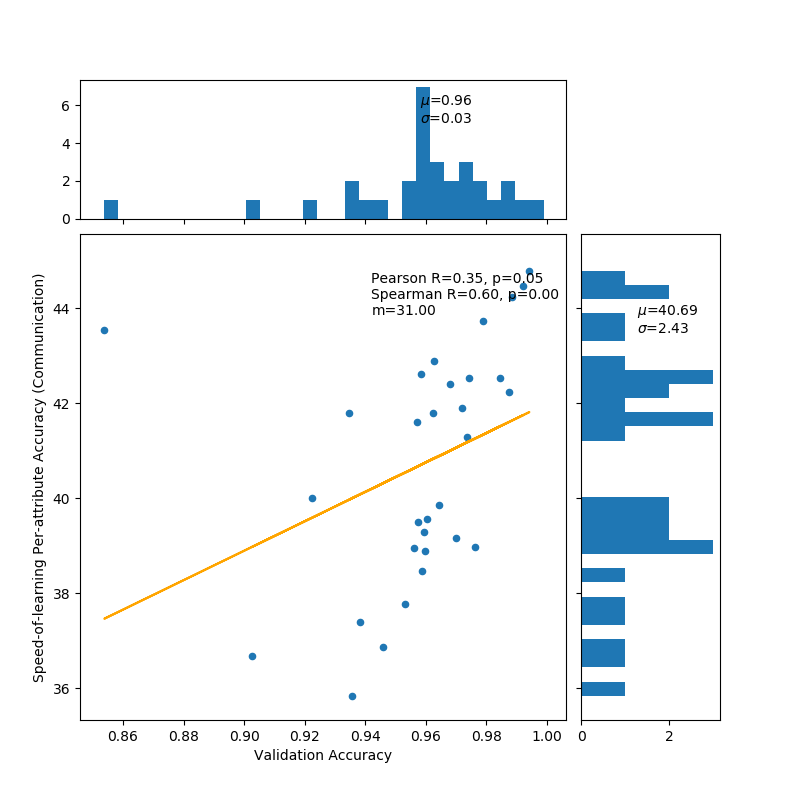 6
4
2
0
μ=0.96
σ=0.03
Speed-of-learning Per-attribute Accuracy (Communication)
44
42
40
38
36
Pearson R=0.35, p=0.05
Spearman R=0.60, p=0.00
m=31.00
μ=40.69
σ=2.43
0.86 0.88 0.90 0.92 0.94 0.96 0.98 1.00
0 2
Validation Accuracy